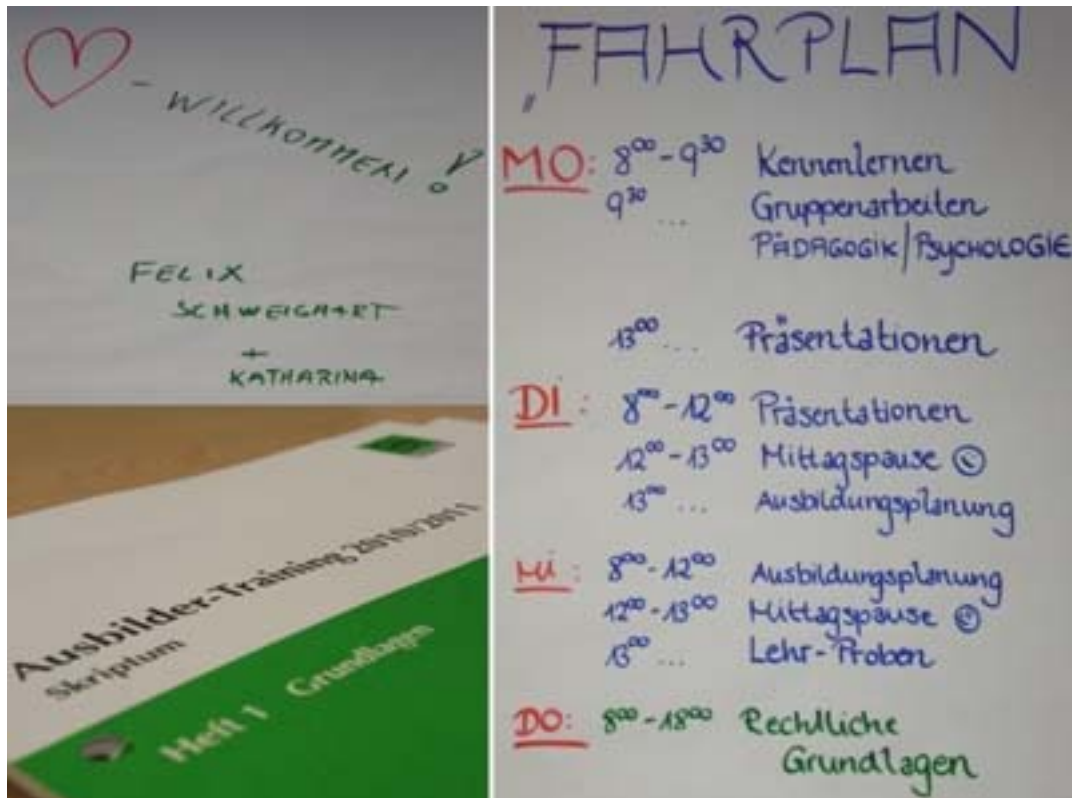 - WILLKOMMEN!
FELIX
SCHWEIGHART
+
KATHARINA
Ausbilder-Training 2010/2011
Skriptum
Heft 1 Grundlagen
„FAHRPLAN
MO: 8⁰⁰-9³⁰ Kennenlernen
9³⁰ ... Gruppenarbeiten
PÄDAGOGIK/PSYCHOLOGIE
13⁰⁰ ... Präsentationen
DI: 8⁰⁰-12⁰⁰ Präsentationen
12⁰⁰-13⁰⁰ Mittagspause
13⁰⁰ ... Ausbildungsplanung
Mi: 8⁰⁰-12⁰⁰ Ausbildungsplanung
12⁰⁰-13⁰⁰ Mittagspause
13⁰⁰ ... Lehr-Proben
DO: 8⁰⁰-18⁰⁰ Rechtliche
Grundlagen